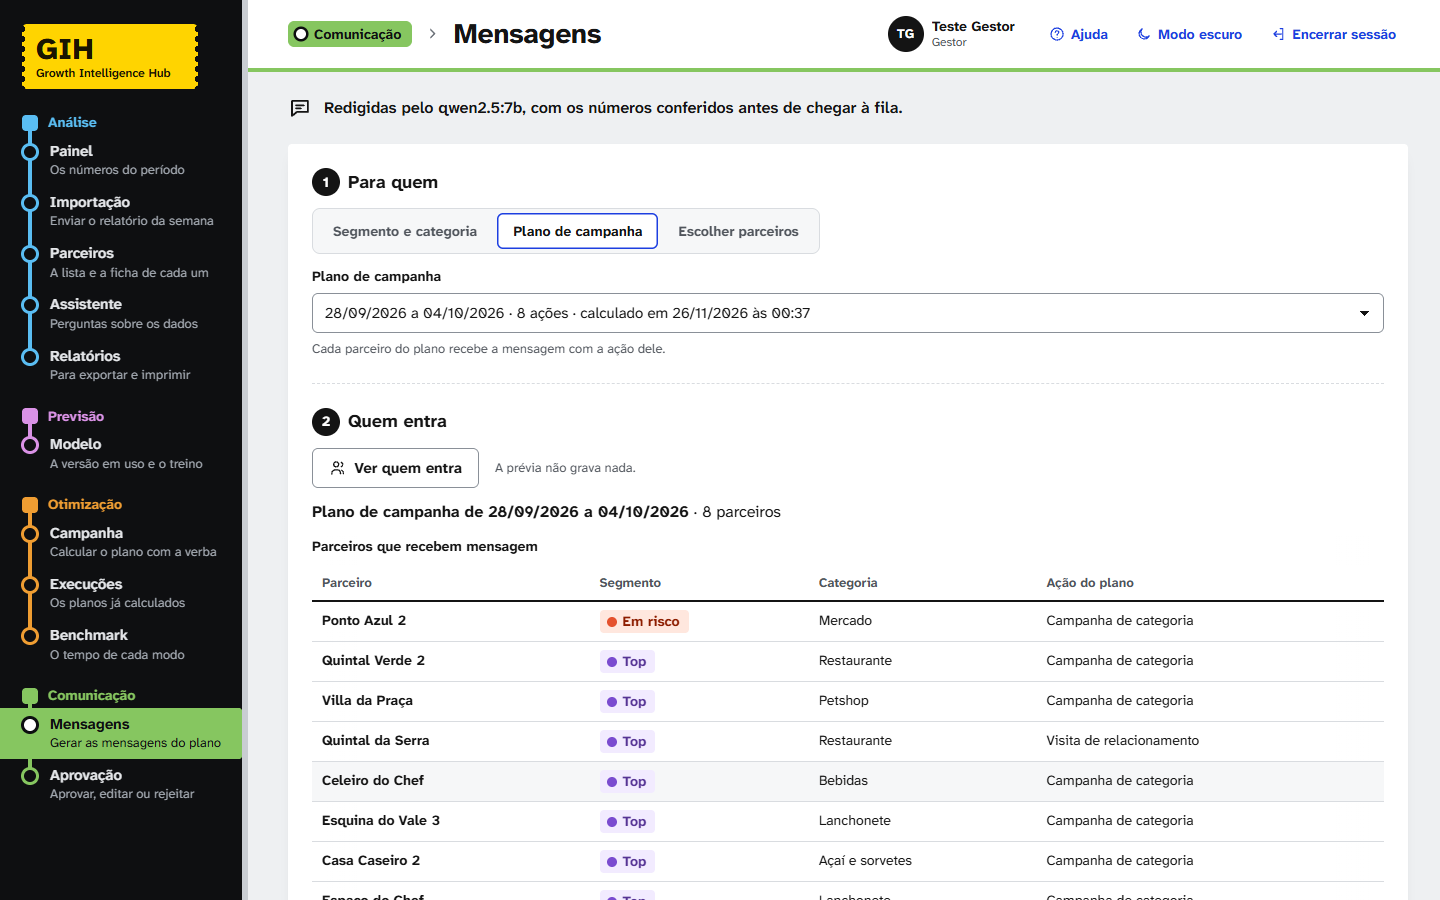 GIH
Growth Intelligence Hub
Análise
Painel
Os números do período
Importação
Enviar o relatório da semana
Parceiros
A lista e a ficha de cada um
Assistente
Perguntas sobre os dados
Relatórios
Para exportar e imprimir
Previsão
Modelo
A versão em uso e o treino
Otimização
Campanha
Calcular o plano com a verba
Execuções
Os planos já calculados
Benchmark
O tempo de cada modo
Comunicação
Mensagens
Gerar as mensagens do plano
Aprovação
Aprovar, editar ou rejeitar
Comunicação > Mensagens
TG
Teste Gestor
Gestor
Ajuda
Modo escuro
Encerrar sessão
Redigidas pelo qwen2.5:7b, com os números conferidos antes de chegar à fila.
1 Para quem
Segmento e categoria Plano de campanha Escolher parceiros
Plano de campanha
28/09/2026 a 04/10/2026 · 8 ações · calculado em 26/11/2026 às 00:37
Cada parceiro do plano recebe a mensagem com a ação dele.
2 Quem entra
Ver quem entra A prévia não grava nada.
Plano de campanha de 28/09/2026 a 04/10/2026 · 8 parceiros
Parceiros que recebem mensagem
Parceiro Segmento Categoria Ação do plano
Ponto Azul 2 Em risco Mercado Campanha de categoria
Quintal Verde 2 Top Restaurante Campanha de categoria
Villa da Praça Top Petshop Campanha de categoria
Quintal da Serra Top Restaurante Visita de relacionamento
Celeiro do Chef Top Bebidas Campanha de categoria
Esquina do Vale 3 Top Lanchonete Campanha de categoria
Casa Caseiro 2 Top Açaí e sorvetes Campanha de categoria
Espaço do Chef Top Lanchonete Campanha de categoria